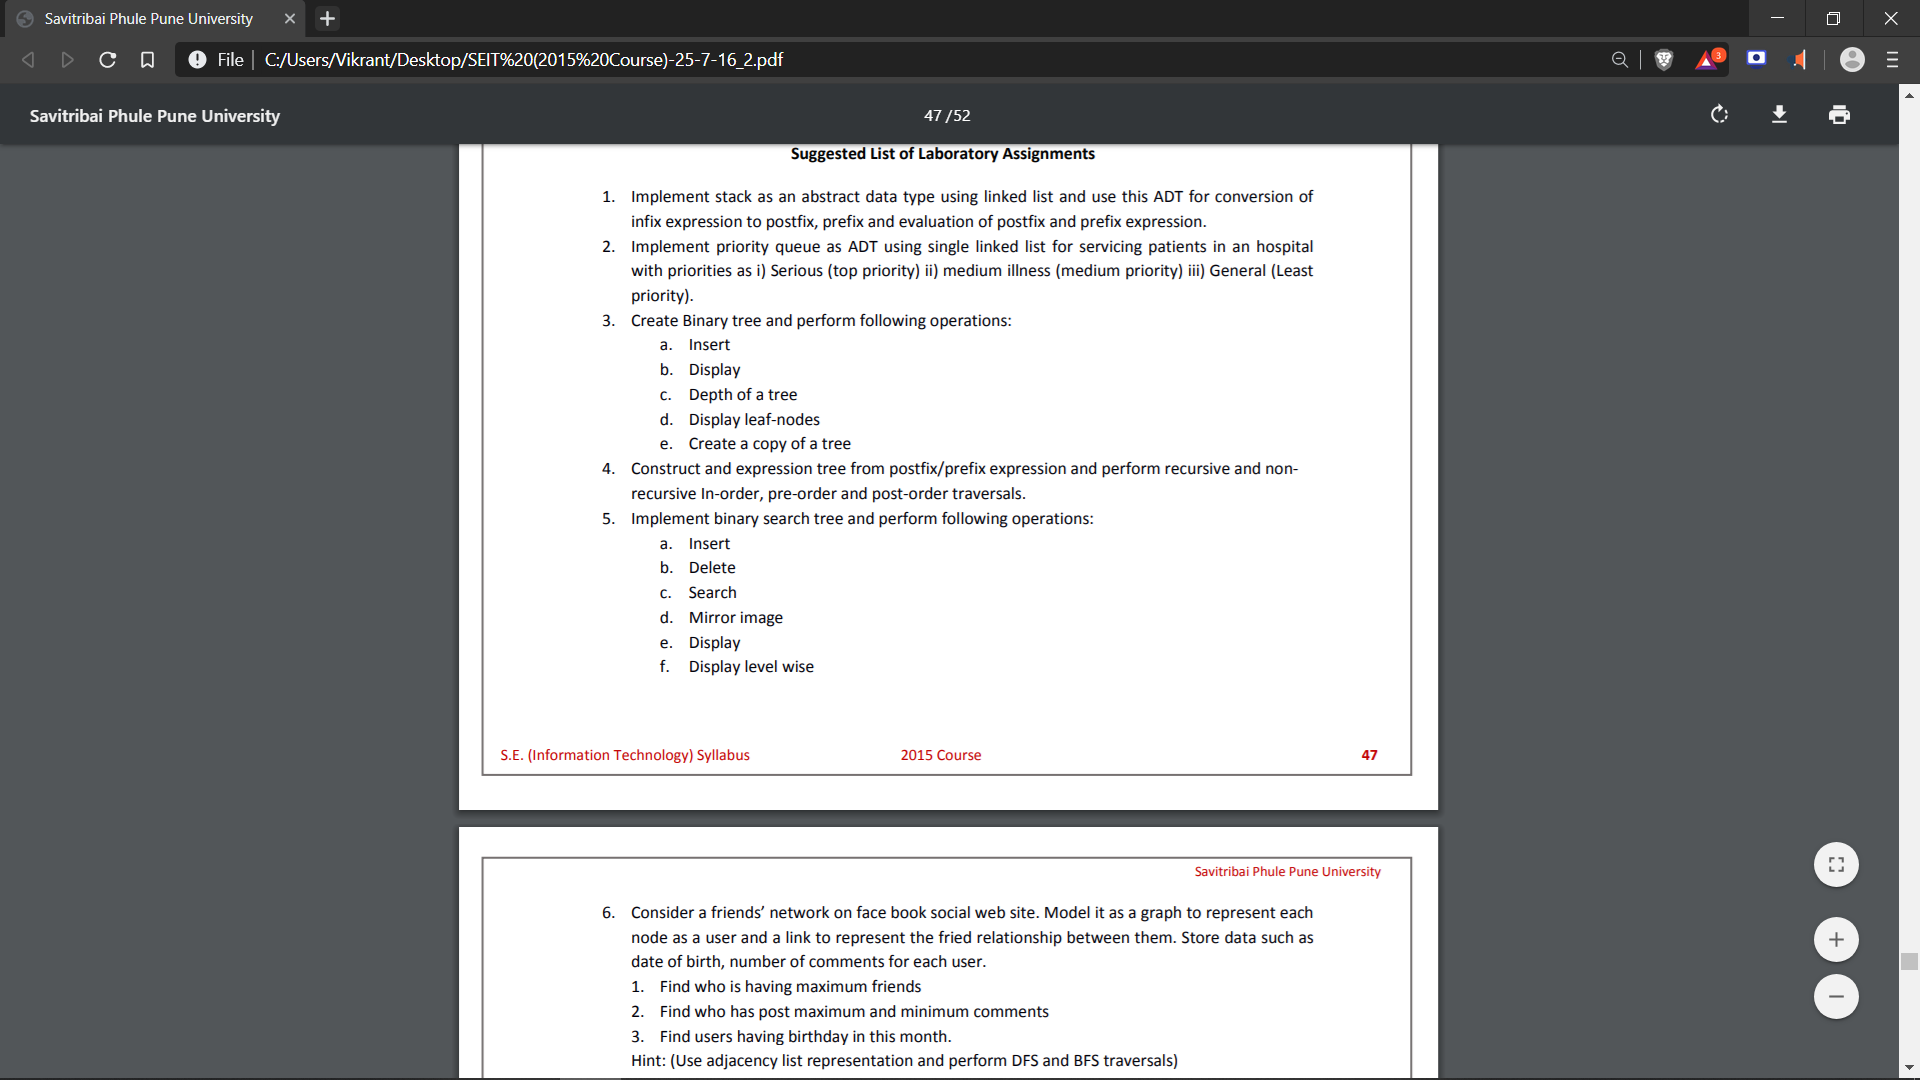 Savitribai Phule Pune University
File
C:/Users/Vikrant/Desktop/SEIT%20(2015%20Course)-25-7-16_2.pdf
3
Savitribai Phule Pune University
47 / 52
Suggested List of Laboratory Assignments
1. Implement stack as an abstract data type using linked list and use this ADT for conversion of
infix expression to postfix, prefix and evaluation of postfix and prefix expression.
2. Implement priority queue as ADT using single linked list for servicing patients in an hospital
with priorities as i) Serious (top priority) ii) medium illness (medium priority) iii) General (Least
priority).
3. Create Binary tree and perform following operations:
a. Insert
b. Display
c. Depth of a tree
d. Display leaf-nodes
e. Create a copy of a tree
4. Construct and expression tree from postfix/prefix expression and perform recursive and non-
recursive In-order, pre-order and post-order traversals.
5. Implement binary search tree and perform following operations:
a. Insert
b. Delete
c. Search
d. Mirror image
e. Display
f. Display level wise
S.E. (Information Technology) Syllabus 2015 Course 47
Savitribai Phule Pune University
6. Consider a friends’ network on face book social web site. Model it as a graph to represent each
node as a user and a link to represent the fried relationship between them. Store data such as
date of birth, number of comments for each user.
1. Find who is having maximum friends
2. Find who has post maximum and minimum comments
3. Find users having birthday in this month.
Hint: (Use adjacency list representation and perform DFS and BFS traversals)